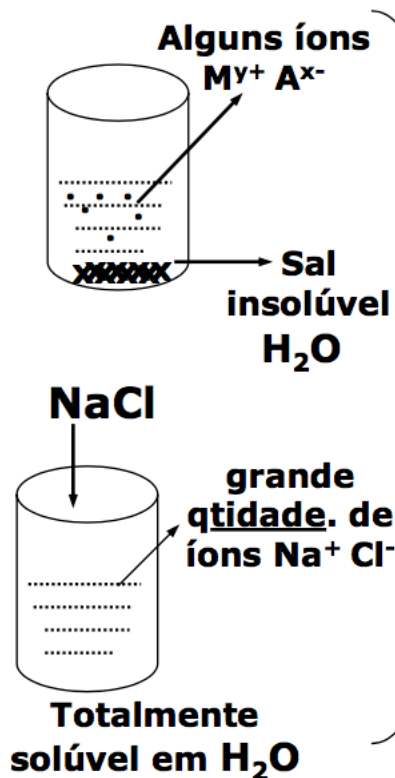 Alguns íons
Mʸ⁺ Aˣ⁻
Sal
insolúvel
H₂O
NaCl
grande
qtidade. de
íons Na⁺ Cl⁻
Totalmente
solúvel em H₂O